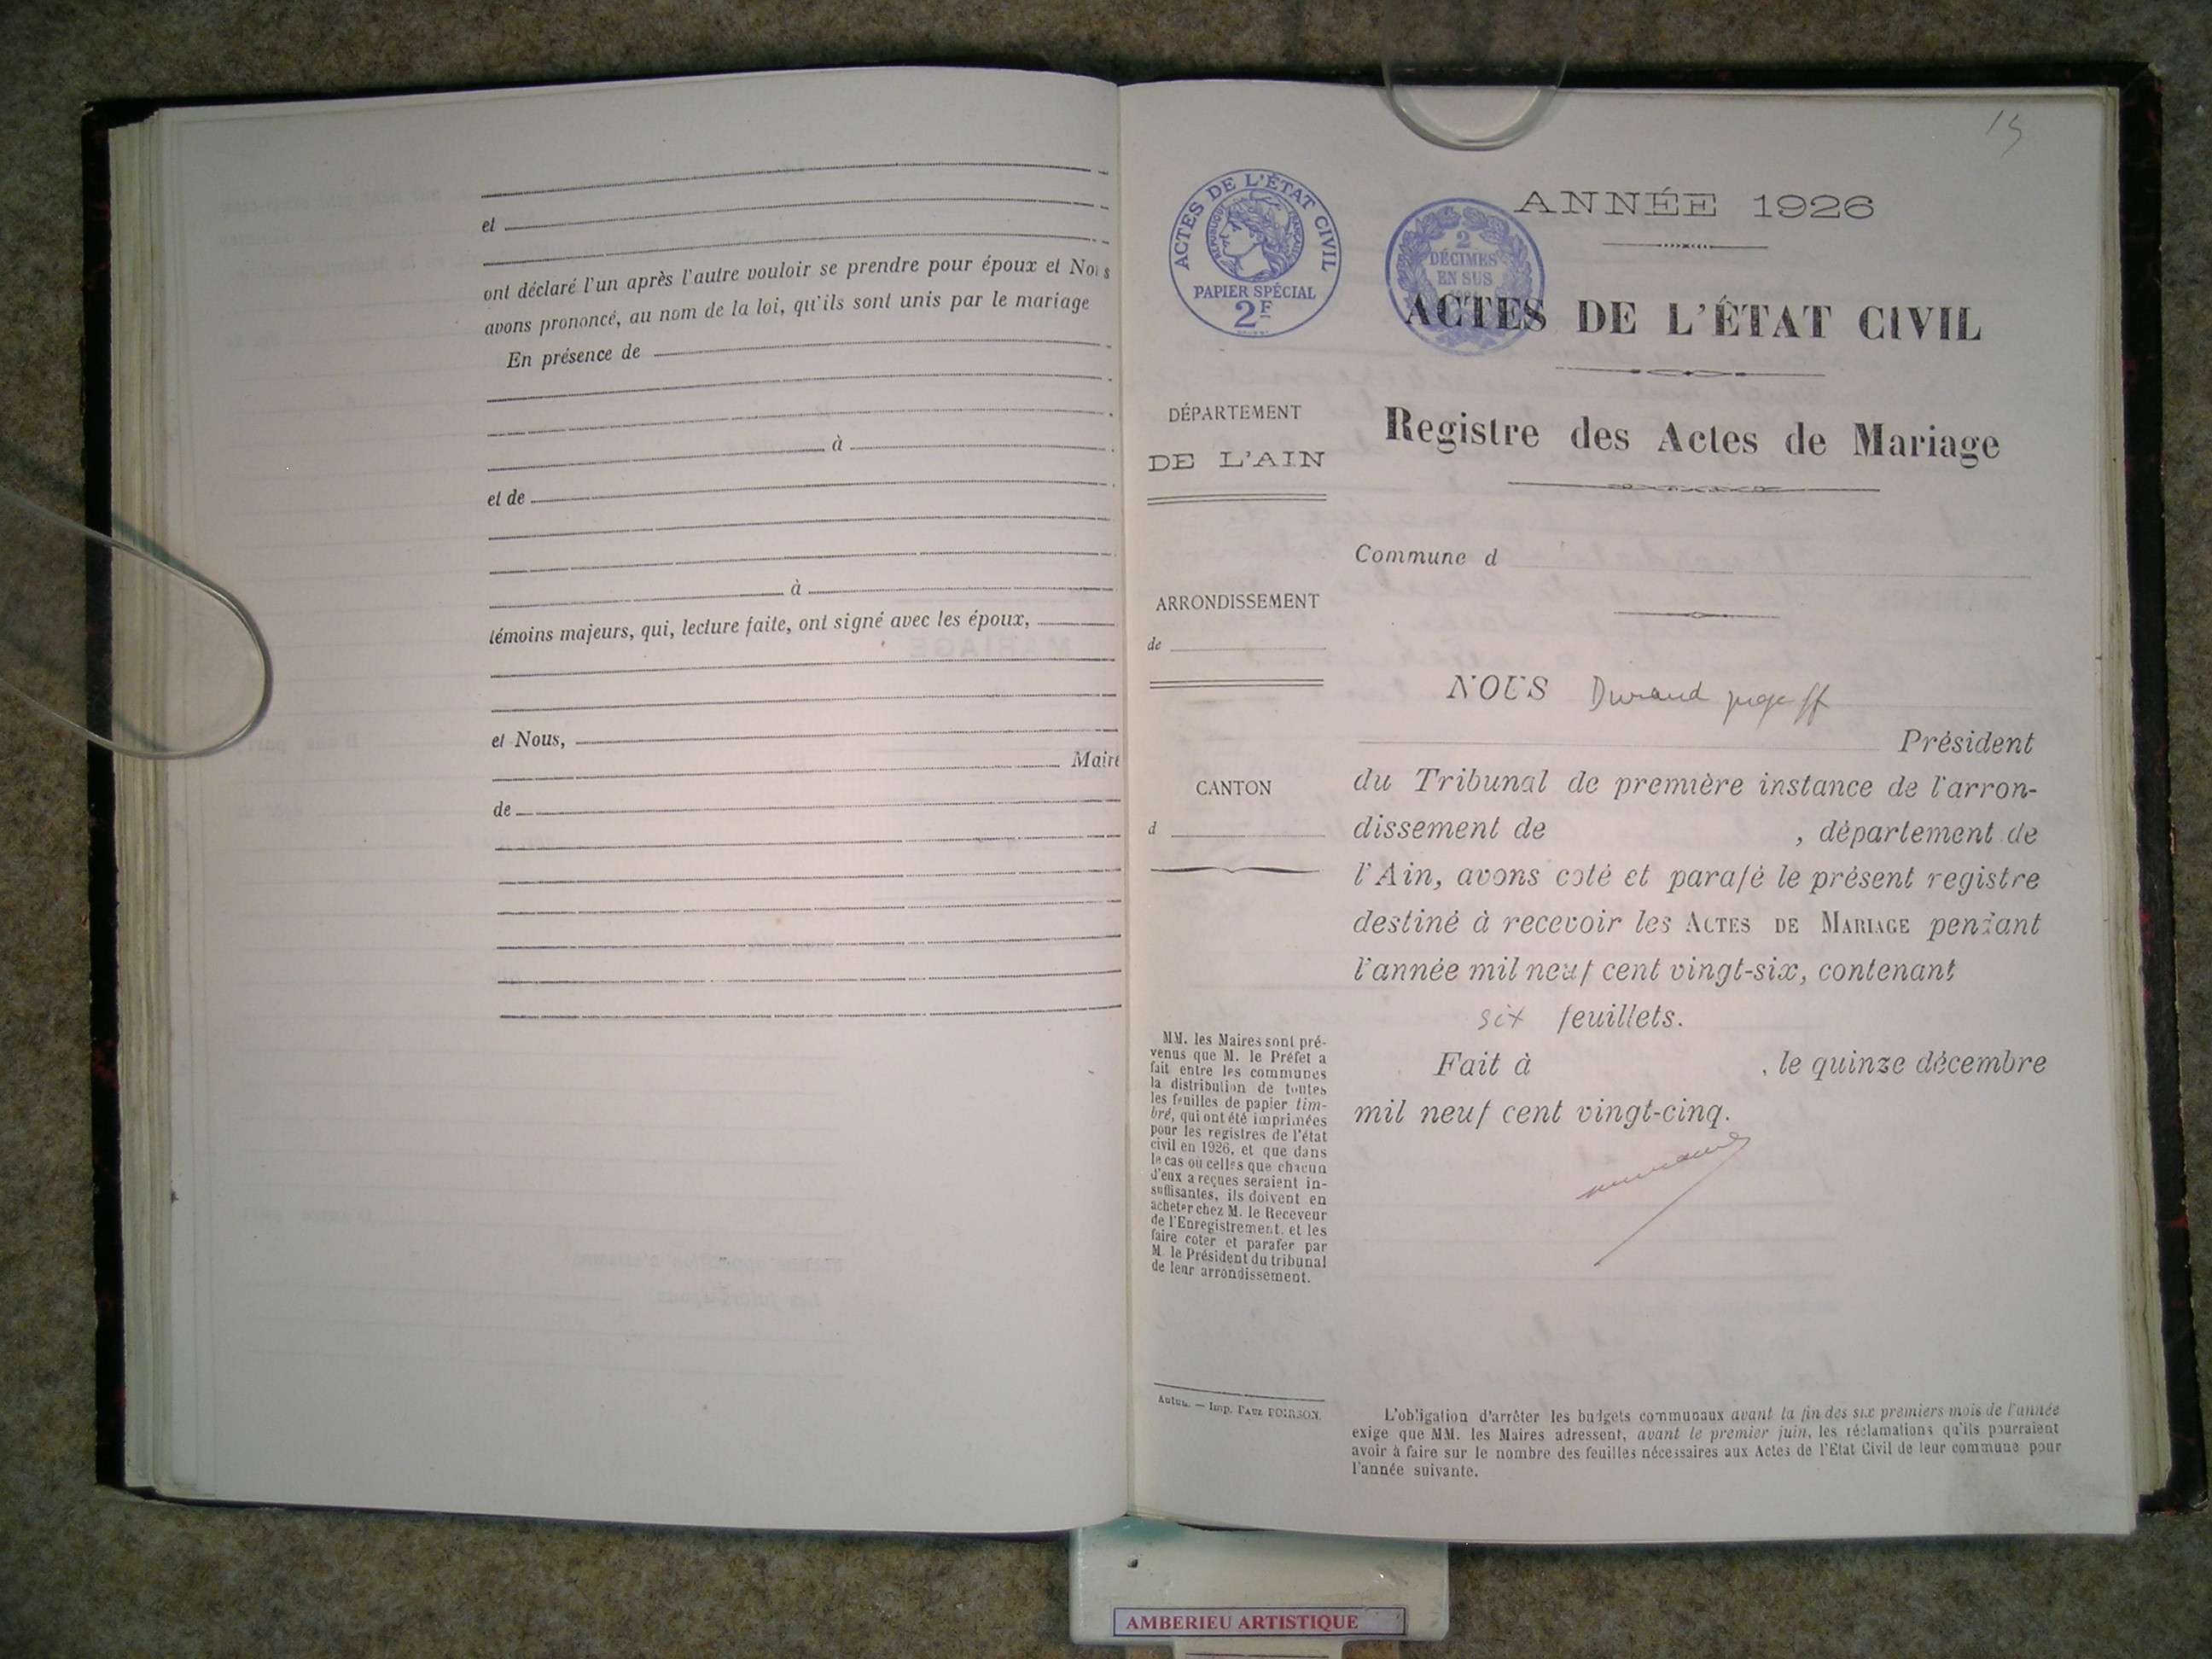 et
ont déclaré l'un après l'autre vouloir se prendre pour époux et Nous
avons prononcé, au nom de la loi, qu'ils sont unis par le mariage
En présence de
à
et de
à
témoins majeurs, qui, lecture faite, ont signé avec les époux,
et Nous,
Maire
de
15
ACTES DE L'ÉTAT CIVIL
RÉPUBLIQUE FRANÇAISE
PAPIER SPÉCIAL
2F
2
DÉCIMES
EN SUS
ANNÉE 1926
ACTES DE L'ÉTAT CIVIL
Registre des Actes de Mariage
DÉPARTEMENT
DE L'AIN
Commune d
ARRONDISSEMENT
de
CANTON
d
NOUS Durand juge ff
Président
du Tribunal de première instance de l'arron-
dissement de , département de
l'Ain, avons coté et parafé le présent registre
destiné à recevoir les ACTES DE MARIAGE pendant
l'année mil neuf cent vingt-six, contenant
six feuillets.
Fait à , le quinze décembre
mil neuf cent vingt-cinq.
MM. les Maires sont pré-
venus que M. le Préfet a
fait entre les communes
la distribution de toutes
les feuilles de papier tim-
bré, qui ont été imprimées
pour les registres de l'état
civil en 1926, et que dans
le cas où celles que chacun
d'eux a reçues seraient in-
suffisantes, ils doivent en
acheter chez M. le Receveur
de l'Enregistrement, et les
faire coter et parafer par
M. le Président du tribunal
de leur arrondissement.
Autun. — Imp. PAUL POIRSON.
L'obligation d'arrêter les budgets communaux avant la fin des six premiers mois de l'année
exige que MM. les Maires adressent, avant le premier juin, les réclamations qu'ils pourraient
avoir à faire sur le nombre des feuilles nécessaires aux Actes de l'Etat Civil de leur commune pour
l'année suivante.
AMBERIEU ARTISTIQUE